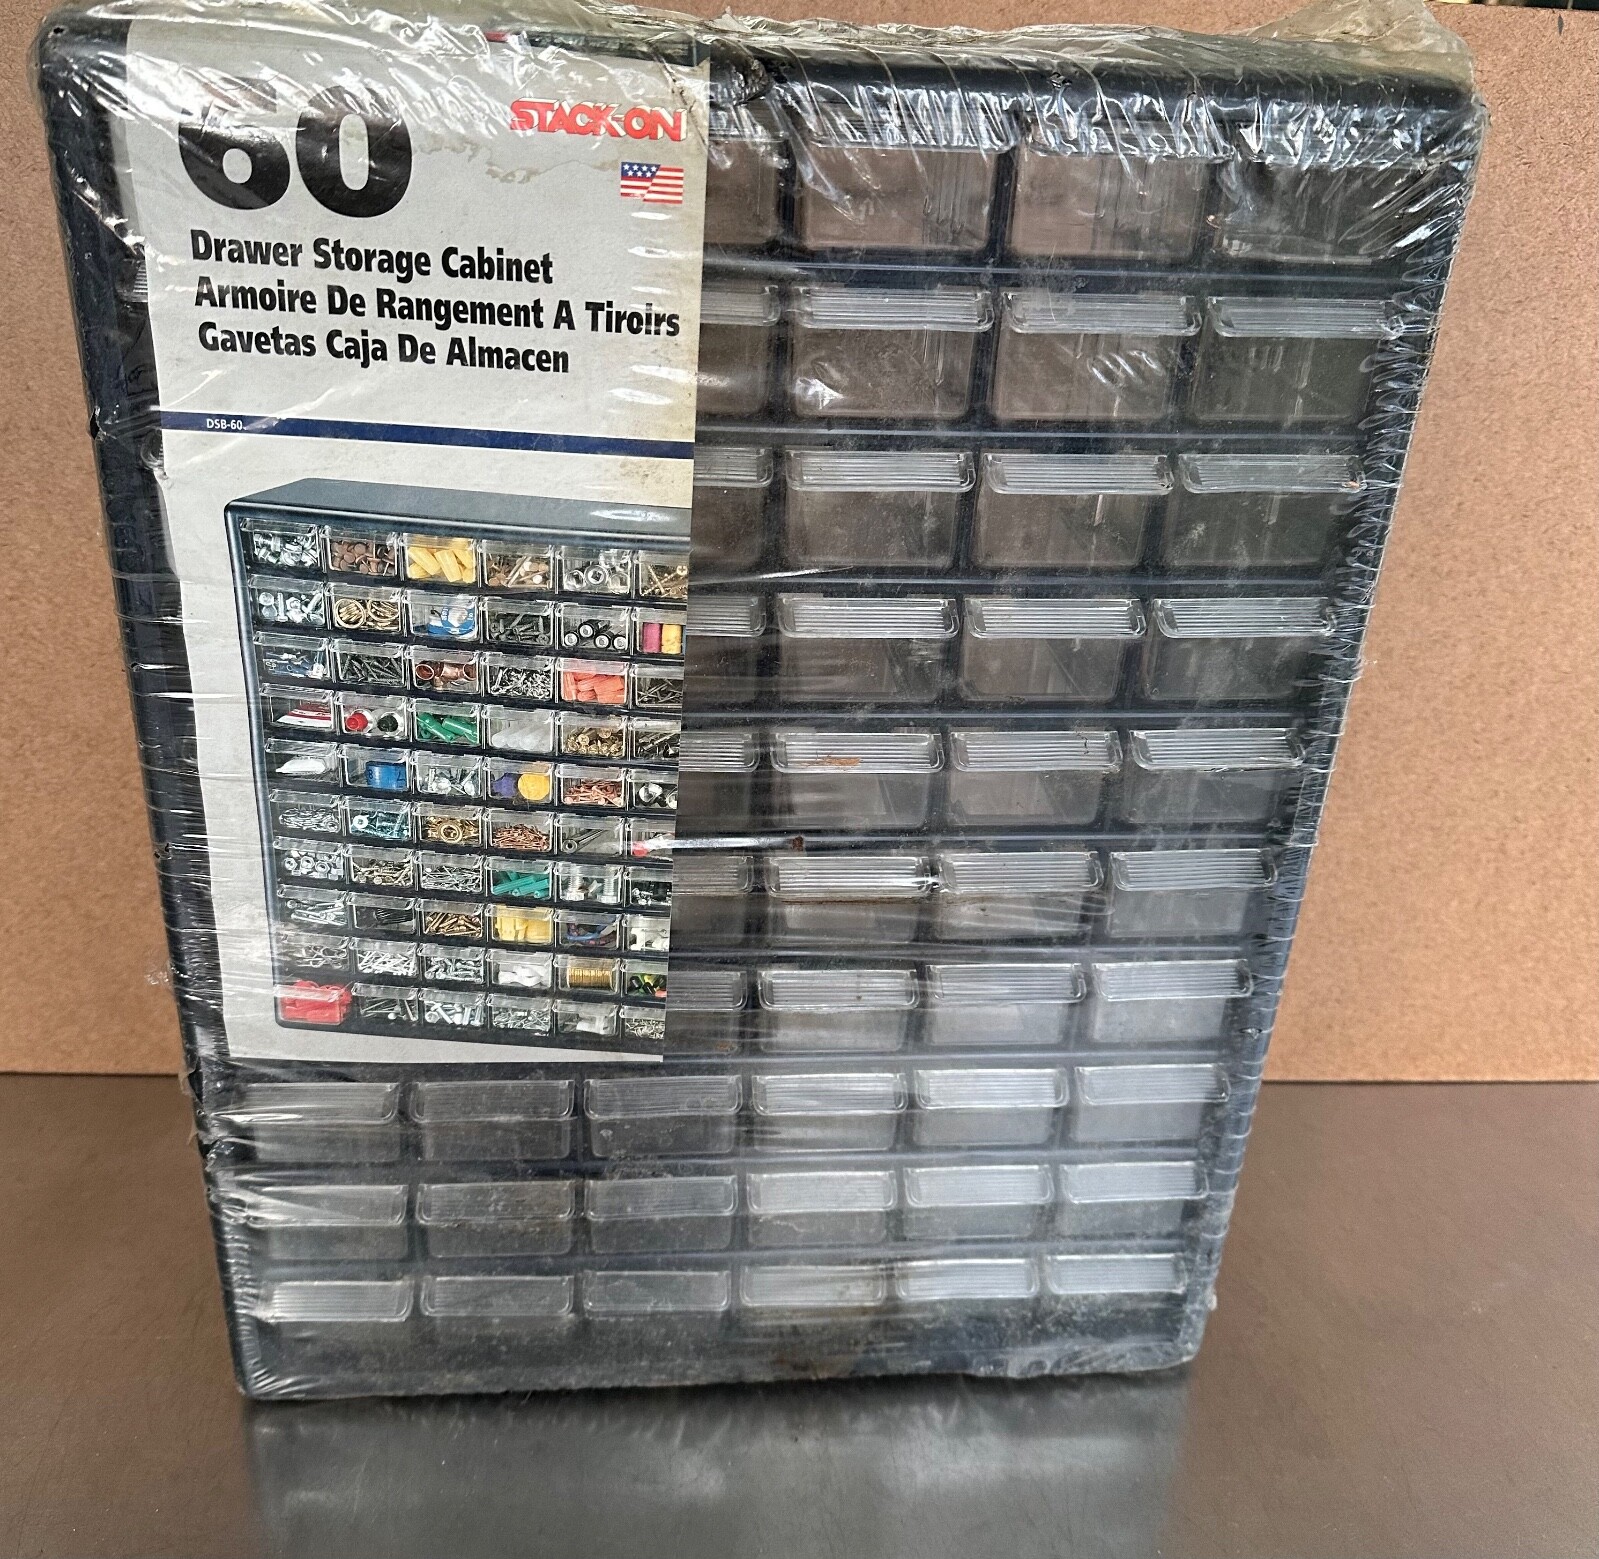 60
STACK-ON
Drawer Storage Cabinet
Armoire De Rangement A Tiroirs
Gavetas Caja De Almacen
DSB-60